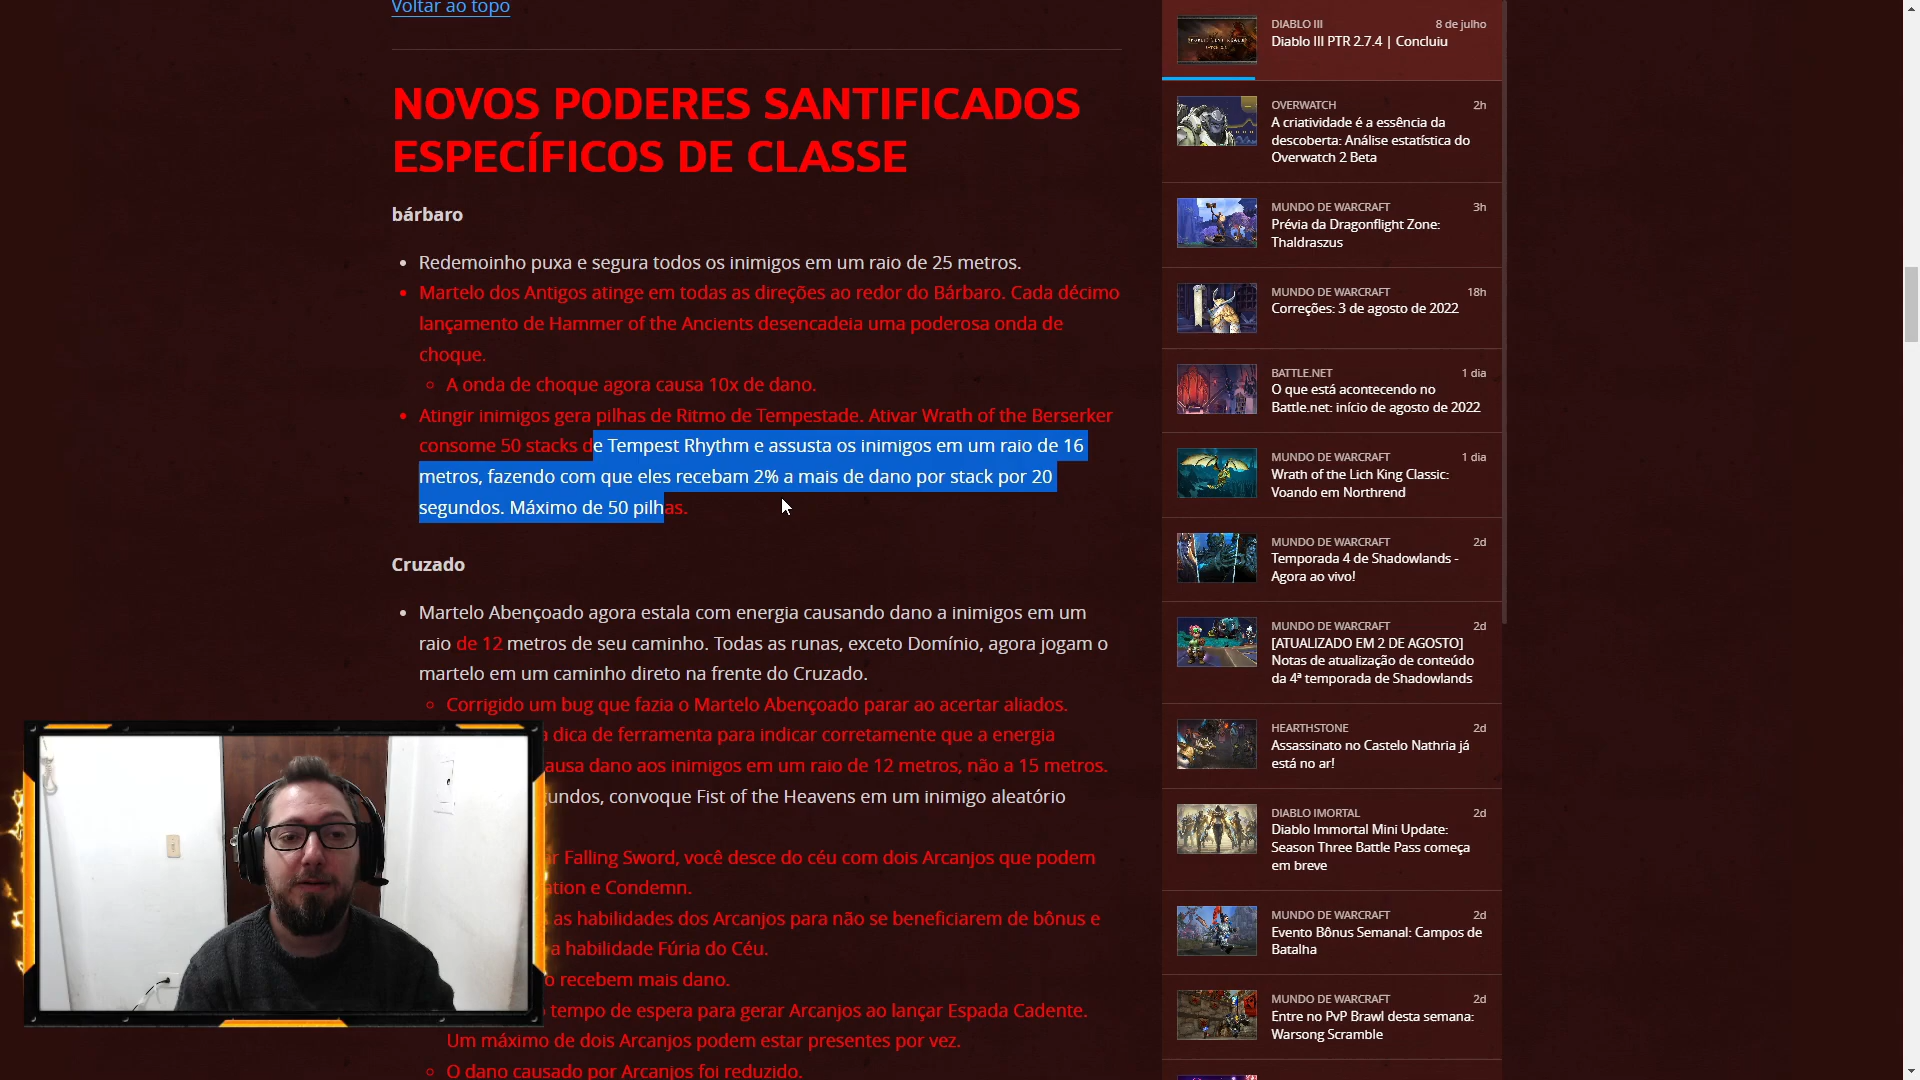 Voltar ao topo
NOVOS PODERES SANTIFICADOS
ESPECÍFICOS DE CLASSE
bárbaro
Redemoinho puxa e segura todos os inimigos em um raio de 25 metros.
Martelo dos Antigos atinge em todas as direções ao redor do Bárbaro. Cada décimo
lançamento de Hammer of the Ancients desencadeia uma poderosa onda de
choque.
A onda de choque agora causa 10x de dano.
Atingir inimigos gera pilhas de Ritmo de Tempestade. Ativar Wrath of the Berserker
consome 50 stacks de Tempest Rhythm e assusta os inimigos em um raio de 16
metros, fazendo com que eles recebam 2% a mais de dano por stack por 20
segundos. Máximo de 50 pilhas.
Cruzado
Martelo Abençoado agora estala com energia causando dano a inimigos em um
raio de 12 metros de seu caminho. Todas as runas, exceto Domínio, agora jogam o
martelo em um caminho direto na frente do Cruzado.
Corrigido um bug que fazia o Martelo Abençoado parar ao acertar aliados.
dica de ferramenta para indicar corretamente que a energia
ausa dano aos inimigos em um raio de 12 metros, não a 15 metros.
gundos, convoque Fist of the Heavens em um inimigo aleatório
r Falling Sword, você desce do céu com dois Arcanjos que podem
ation e Condemn.
as habilidades dos Arcanjos para não se beneficiarem de bônus e
a habilidade Fúria do Céu.
o recebem mais dano.
tempo de espera para gerar Arcanjos ao lançar Espada Cadente.
Um máximo de dois Arcanjos podem estar presentes por vez.
O dano causado por Arcanjos foi reduzido.
DIABLO III 8 de julho
Diablo III PTR 2.7.4 | Concluiu
OVERWATCH 2h
A criatividade é a essência da
descoberta: Análise estatística do
Overwatch 2 Beta
MUNDO DE WARCRAFT 3h
Prévia da Dragonflight Zone:
Thaldraszus
MUNDO DE WARCRAFT 18h
Correções: 3 de agosto de 2022
BATTLE.NET 1 dia
O que está acontecendo no
Battle.net: início de agosto de 2022
MUNDO DE WARCRAFT 1 dia
Wrath of the Lich King Classic:
Voando em Northrend
MUNDO DE WARCRAFT 2d
Temporada 4 de Shadowlands -
Agora ao vivo!
MUNDO DE WARCRAFT 2d
[ATUALIZADO EM 2 DE AGOSTO]
Notas de atualização de conteúdo
da 4ª temporada de Shadowlands
HEARTHSTONE 2d
Assassinato no Castelo Nathria já
está no ar!
DIABLO IMORTAL 2d
Diablo Immortal Mini Update:
Season Three Battle Pass começa
em breve
MUNDO DE WARCRAFT 2d
Evento Bônus Semanal: Campos de
Batalha
MUNDO DE WARCRAFT 2d
Entre no PvP Brawl desta semana:
Warsong Scramble